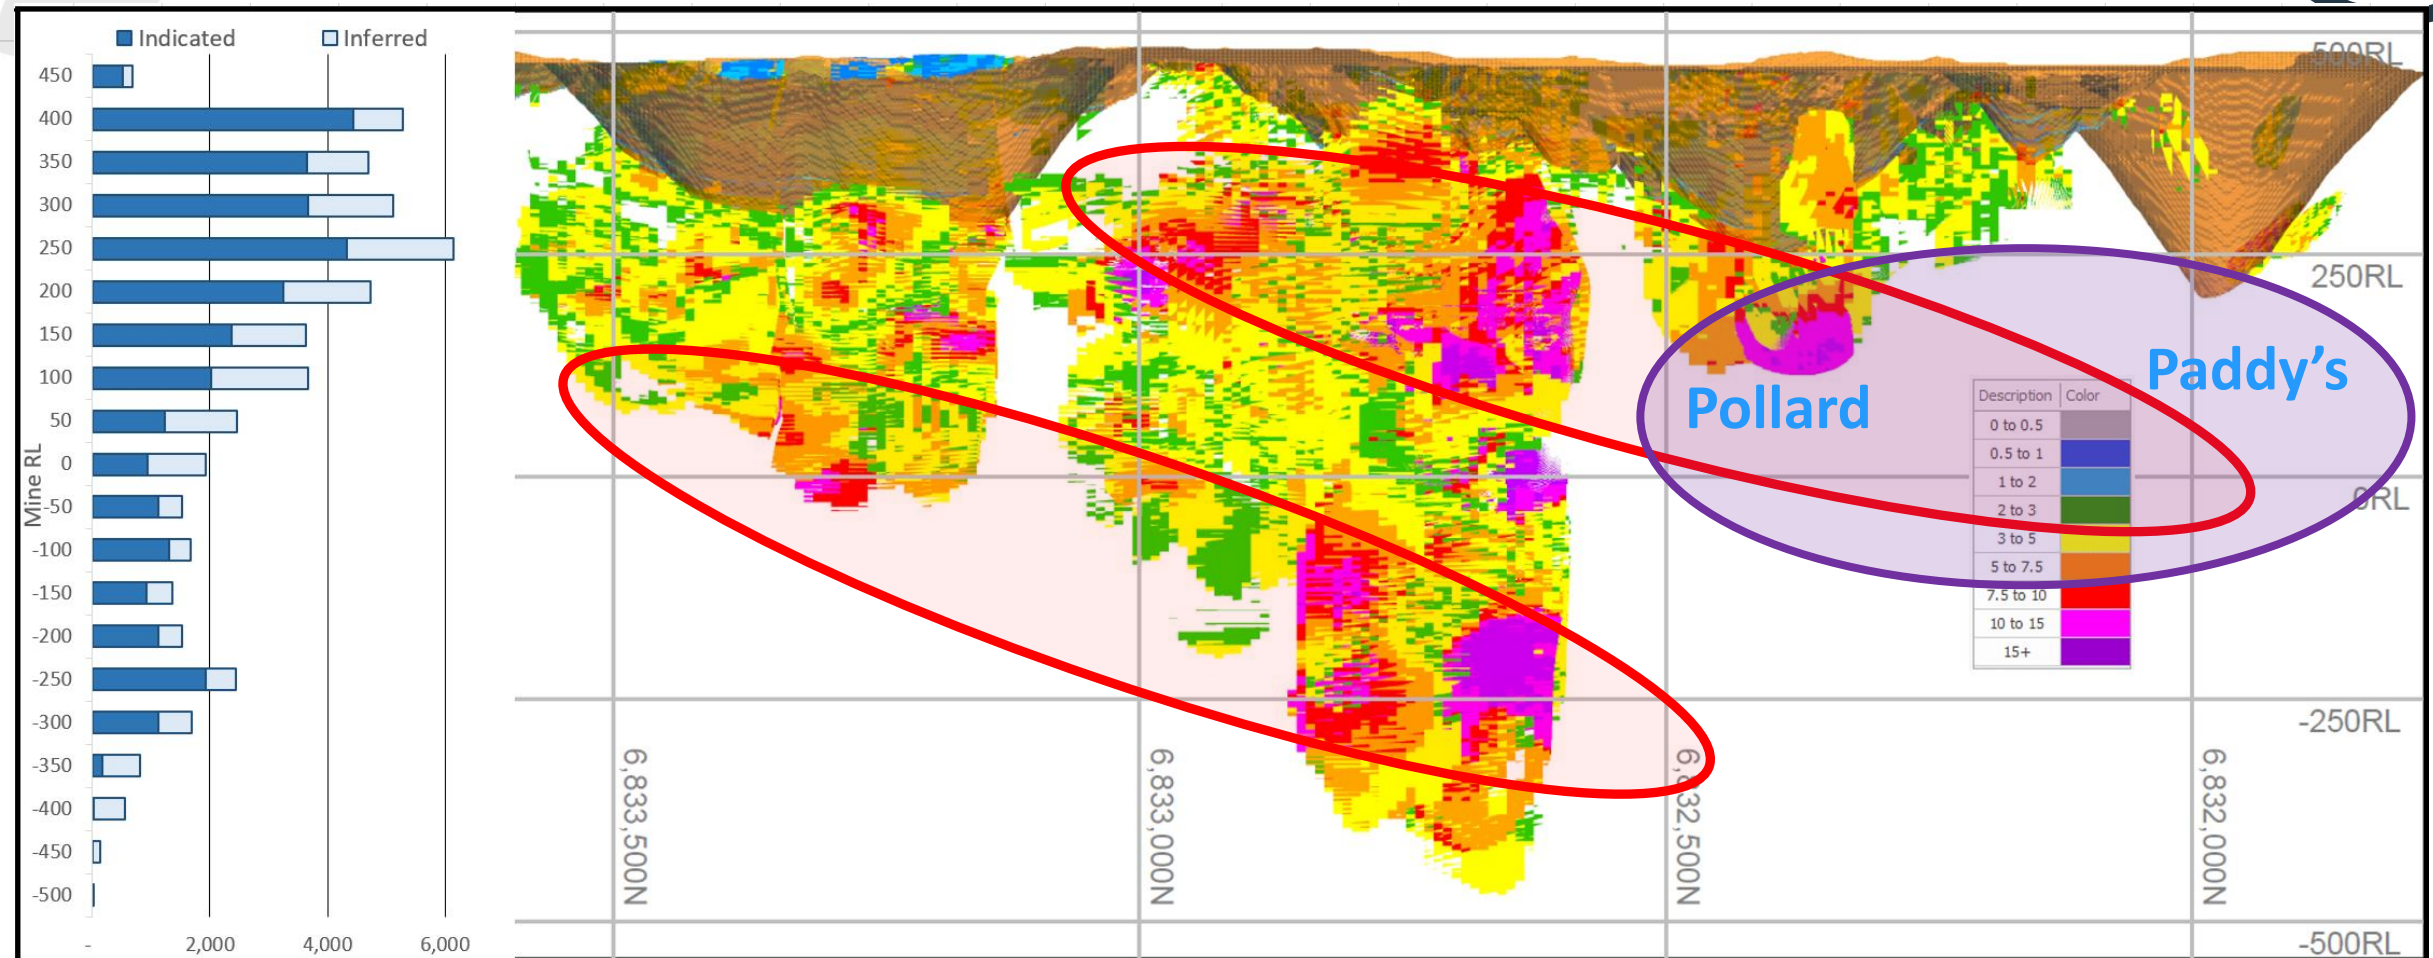 Indicated
Inferred
450
400
350
300
250
200
150
100
50
0
-50
-100
-150
-200
-250
-300
-350
-400
-450
-500
Mine RL
-
2,000
4,000
6,000
500RL
250RL
0RL
-250RL
-500RL
6,833,500N
6,833,000N
6,832,500N
6,832,000N
Pollard
Paddy's
Description Color
0 to 0.5
0.5 to 1
1 to 2
2 to 3
3 to 5
5 to 7.5
7.5 to 10
10 to 15
15+